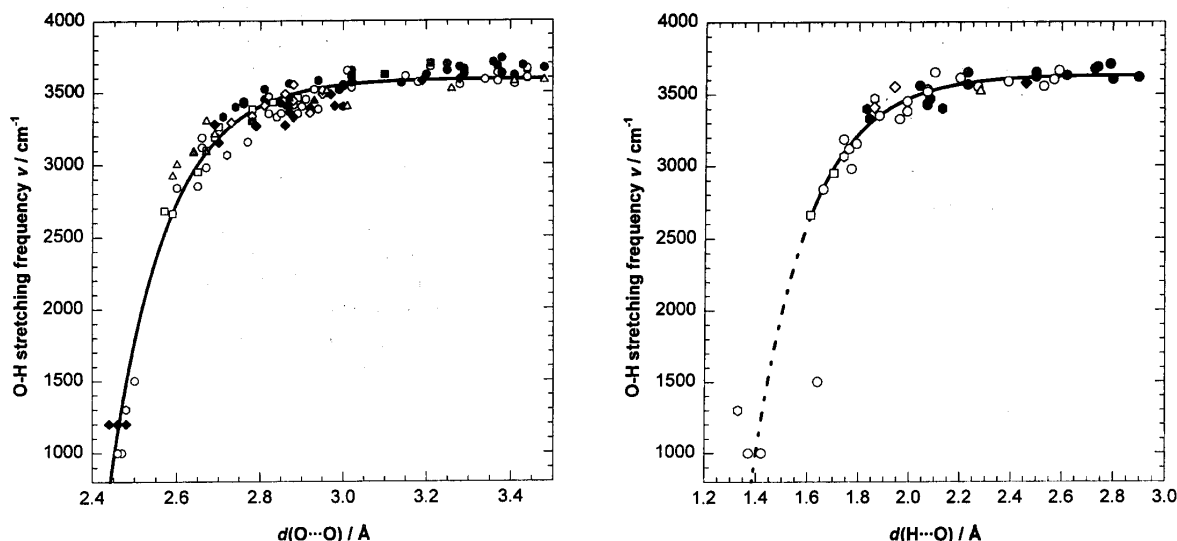 4000
3500
3000
2500
2000
1500
1000
2.4 2.6 2.8 3.0 3.2 3.4
O-H stretching frequency ν / cm⁻¹
d(O···O) / Å
4000
3500
3000
2500
2000
1500
1000
1.2 1.4 1.6 1.8 2.0 2.2 2.4 2.6 2.8 3.0
O-H stretching frequency ν / cm⁻¹
d(H···O) / Å